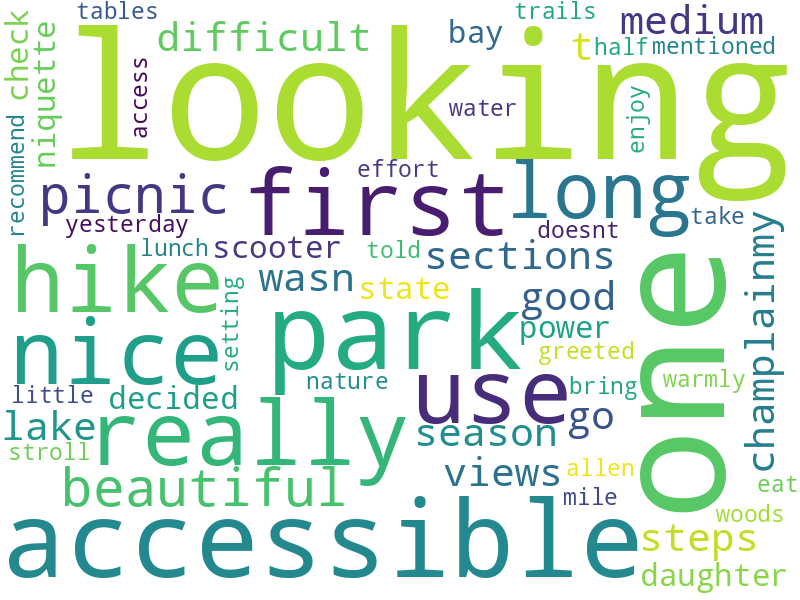 tables
trails
medium
check
difficult
bay
t
half
mentioned
looking
niquette
access
water
enjoy
recommend
effort
picnic
first
long
yesterday
doesnt
take
lunch
scooter
told
sections
champlainmy
hike
wasn
state
good
one
setting
park
power
nice
greeted
nature
use
warmly
little
decided
bring
lake
really
go
season
stroll
views
allen
beautiful
eat
mile
woods
accessible
steps
daughter